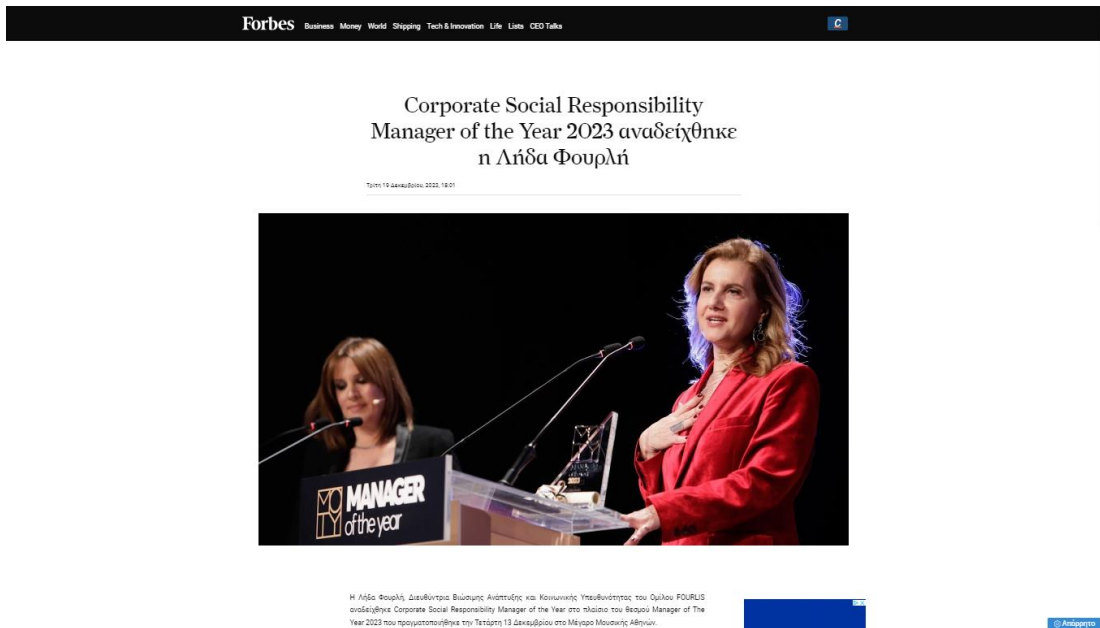 Forbes Business Money World Shipping Tech & Innovation Life Lists CEO Talks
Corporate Social Responsibility
Manager of the Year 2023 αναδείχθηκε
η Λήδα Φουρλή
Τρίτη 19 Δεκεμβρίου, 2023, 18:01
MOTY MANAGER
of the year
2023
Η Λήδα Φουρλή, Διευθύντρια Βιώσιμης Ανάπτυξης και Κοινωνικής Υπευθυνότητας του Ομίλου FOURLIS
αναδείχθηκε Corporate Social Responsibility Manager of the Year στο πλαίσιο του θεσμού Manager of The
Year 2023 που πραγματοποιήθηκε την Τετάρτη 13 Δεκεμβρίου στο Μέγαρο Μουσικής Αθηνών.
Απόρρητο